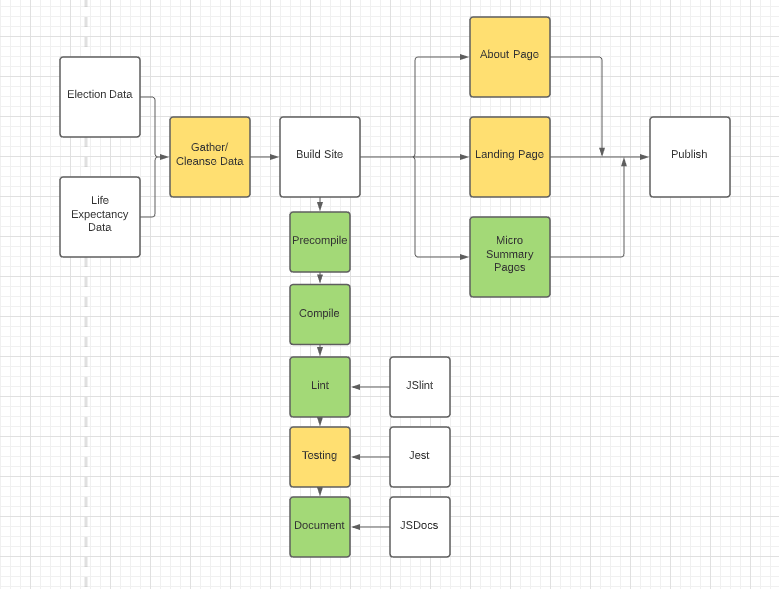 About Page
Election Data
Gather/
Cleanse Data
Build Site
Landing Page
Publish
Life
Expectancy
Data
Precompile
Micro
Summary
Pages
Compile
Lint
JSlint
Testing
Jest
Document
JSDocs